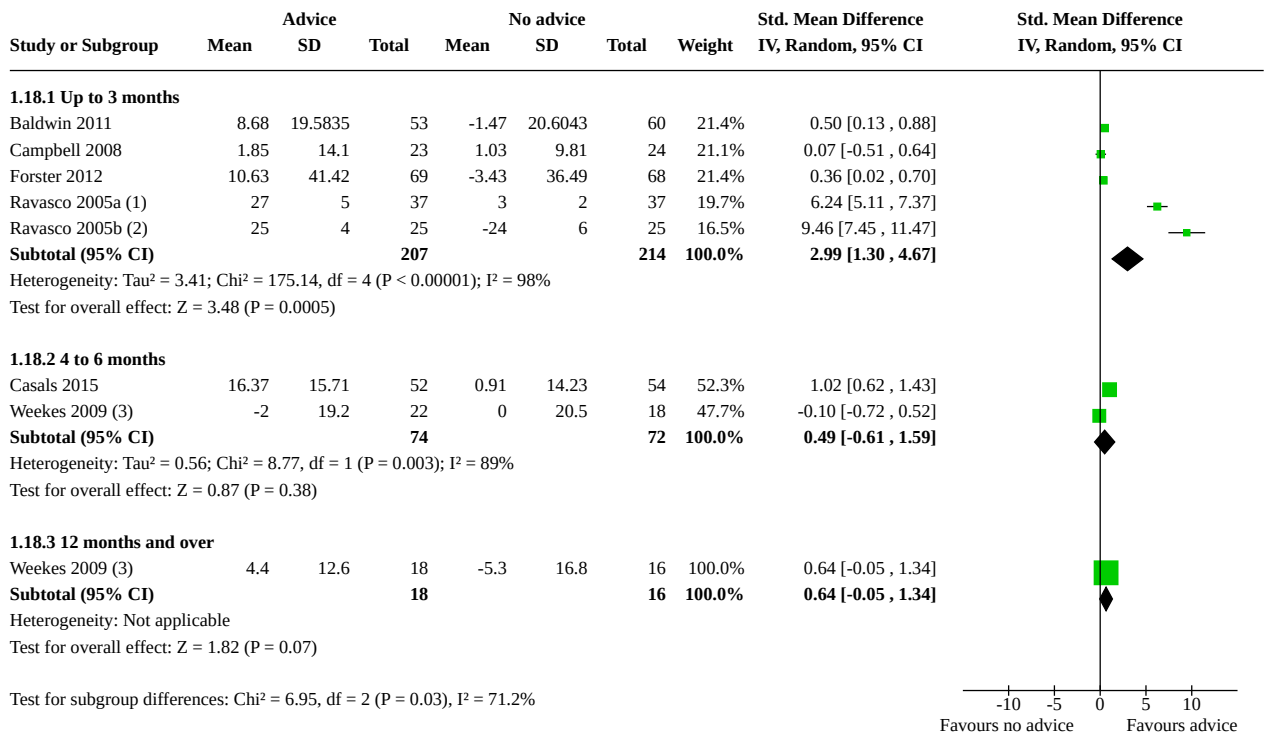 Advice No advice Std. Mean Difference Std. Mean Difference
Study or Subgroup Mean SD Total Mean SD Total Weight IV, Random, 95% CI IV, Random, 95% CI
1.18.1 Up to 3 months
Baldwin 2011 8.68 19.5835 53 -1.47 20.6043 60 21.4% 0.50 [0.13 , 0.88]
Campbell 2008 1.85 14.1 23 1.03 9.81 24 21.1% 0.07 [-0.51 , 0.64]
Forster 2012 10.63 41.42 69 -3.43 36.49 68 21.4% 0.36 [0.02 , 0.70]
Ravasco 2005a (1) 27 5 37 3 2 37 19.7% 6.24 [5.11 , 7.37]
Ravasco 2005b (2) 25 4 25 -24 6 25 16.5% 9.46 [7.45 , 11.47]
Subtotal (95% CI) 207 214 100.0% 2.99 [1.30 , 4.67]
Heterogeneity: Tau² = 3.41; Chi² = 175.14, df = 4 (P < 0.00001); I² = 98%
Test for overall effect: Z = 3.48 (P = 0.0005)
1.18.2 4 to 6 months
Casals 2015 16.37 15.71 52 0.91 14.23 54 52.3% 1.02 [0.62 , 1.43]
Weekes 2009 (3) -2 19.2 22 0 20.5 18 47.7% -0.10 [-0.72 , 0.52]
Subtotal (95% CI) 74 72 100.0% 0.49 [-0.61 , 1.59]
Heterogeneity: Tau² = 0.56; Chi² = 8.77, df = 1 (P = 0.003); I² = 89%
Test for overall effect: Z = 0.87 (P = 0.38)
1.18.3 12 months and over
Weekes 2009 (3) 4.4 12.6 18 -5.3 16.8 16 100.0% 0.64 [-0.05 , 1.34]
Subtotal (95% CI) 18 16 100.0% 0.64 [-0.05 , 1.34]
Heterogeneity: Not applicable
Test for overall effect: Z = 1.82 (P = 0.07)
Test for subgroup differences: Chi² = 6.95, df = 2 (P = 0.03), I² = 71.2%
-10 -5 0 5 10
Favours no advice Favours advice